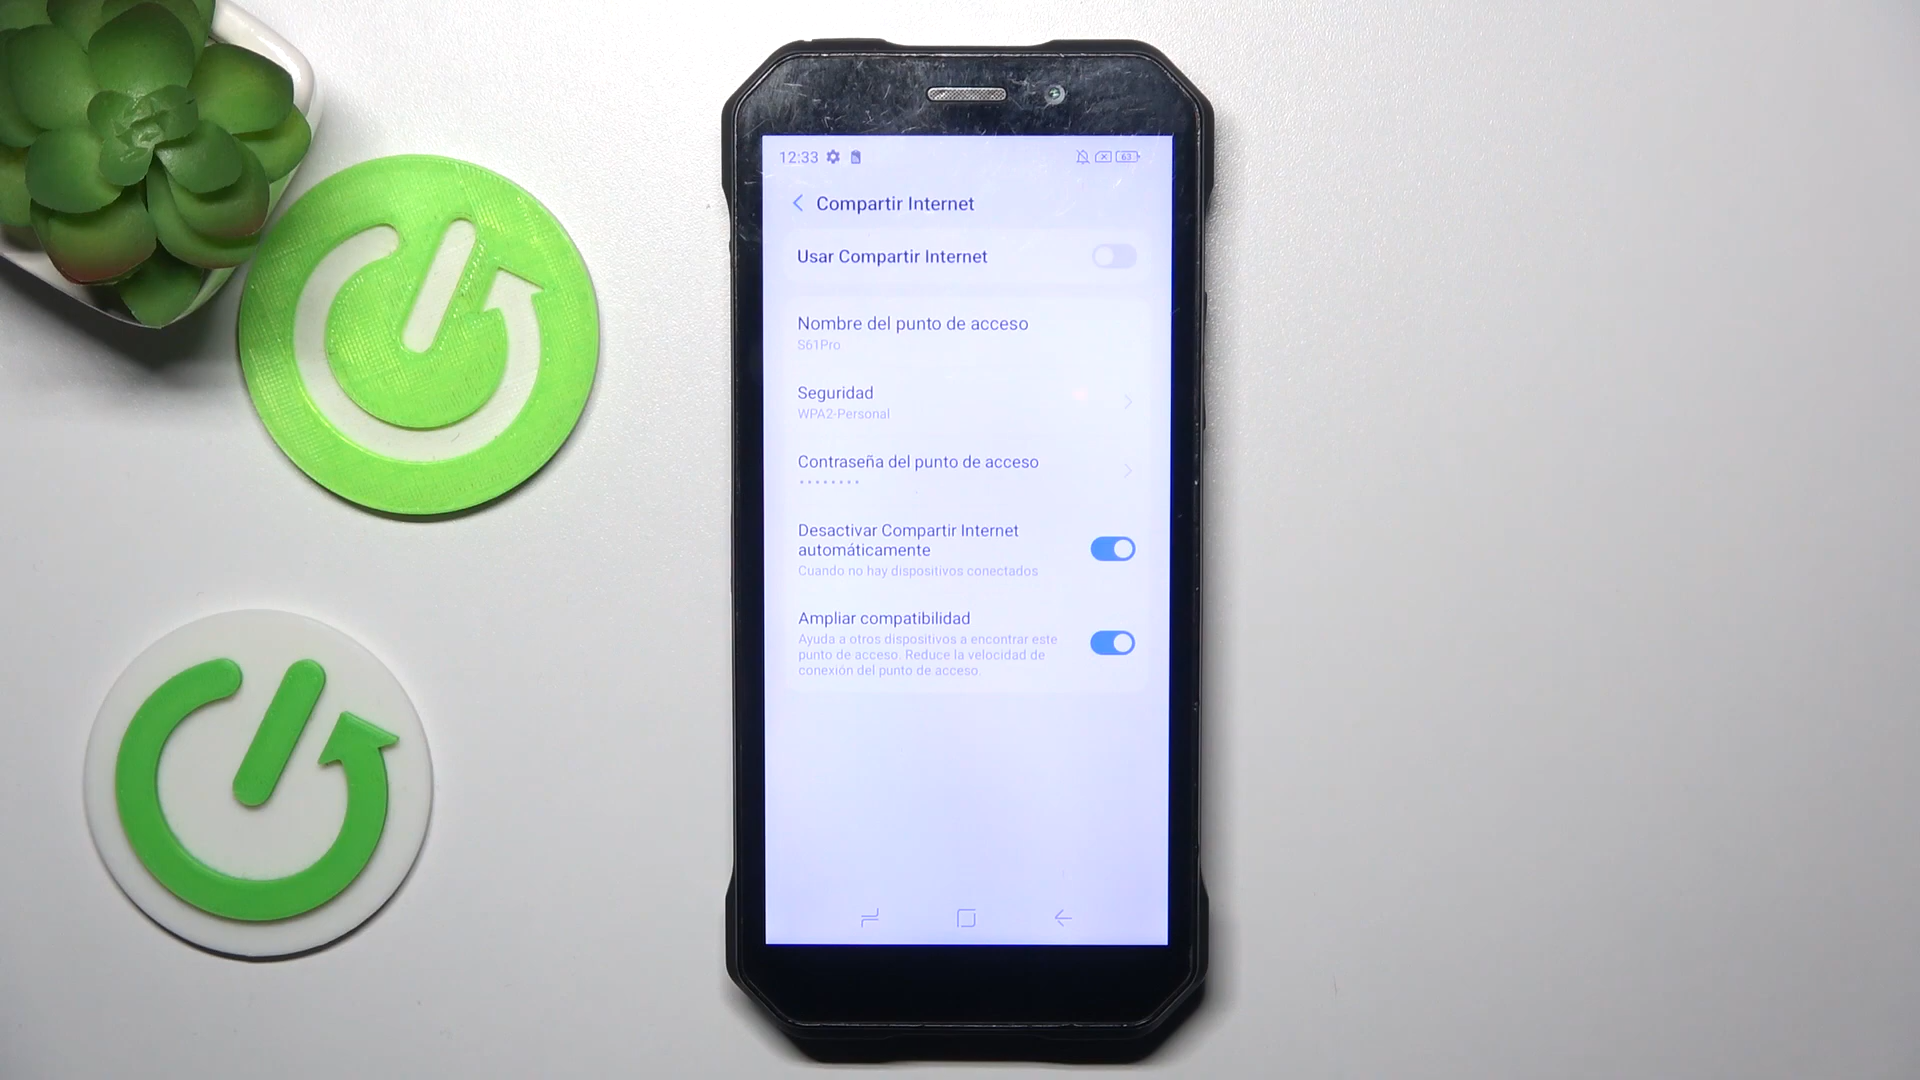 12:33
63
Compartir Internet
Usar Compartir Internet
Nombre del punto de acceso
S61Pro
Seguridad
WPA2-Personal
Contraseña del punto de acceso
••••••••
Desactivar Compartir Internet
automáticamente
Cuando no hay dispositivos conectados
Ampliar compatibilidad
Ayuda a otros dispositivos a encontrar este
punto de acceso. Reduce la velocidad de
conexión del punto de acceso.